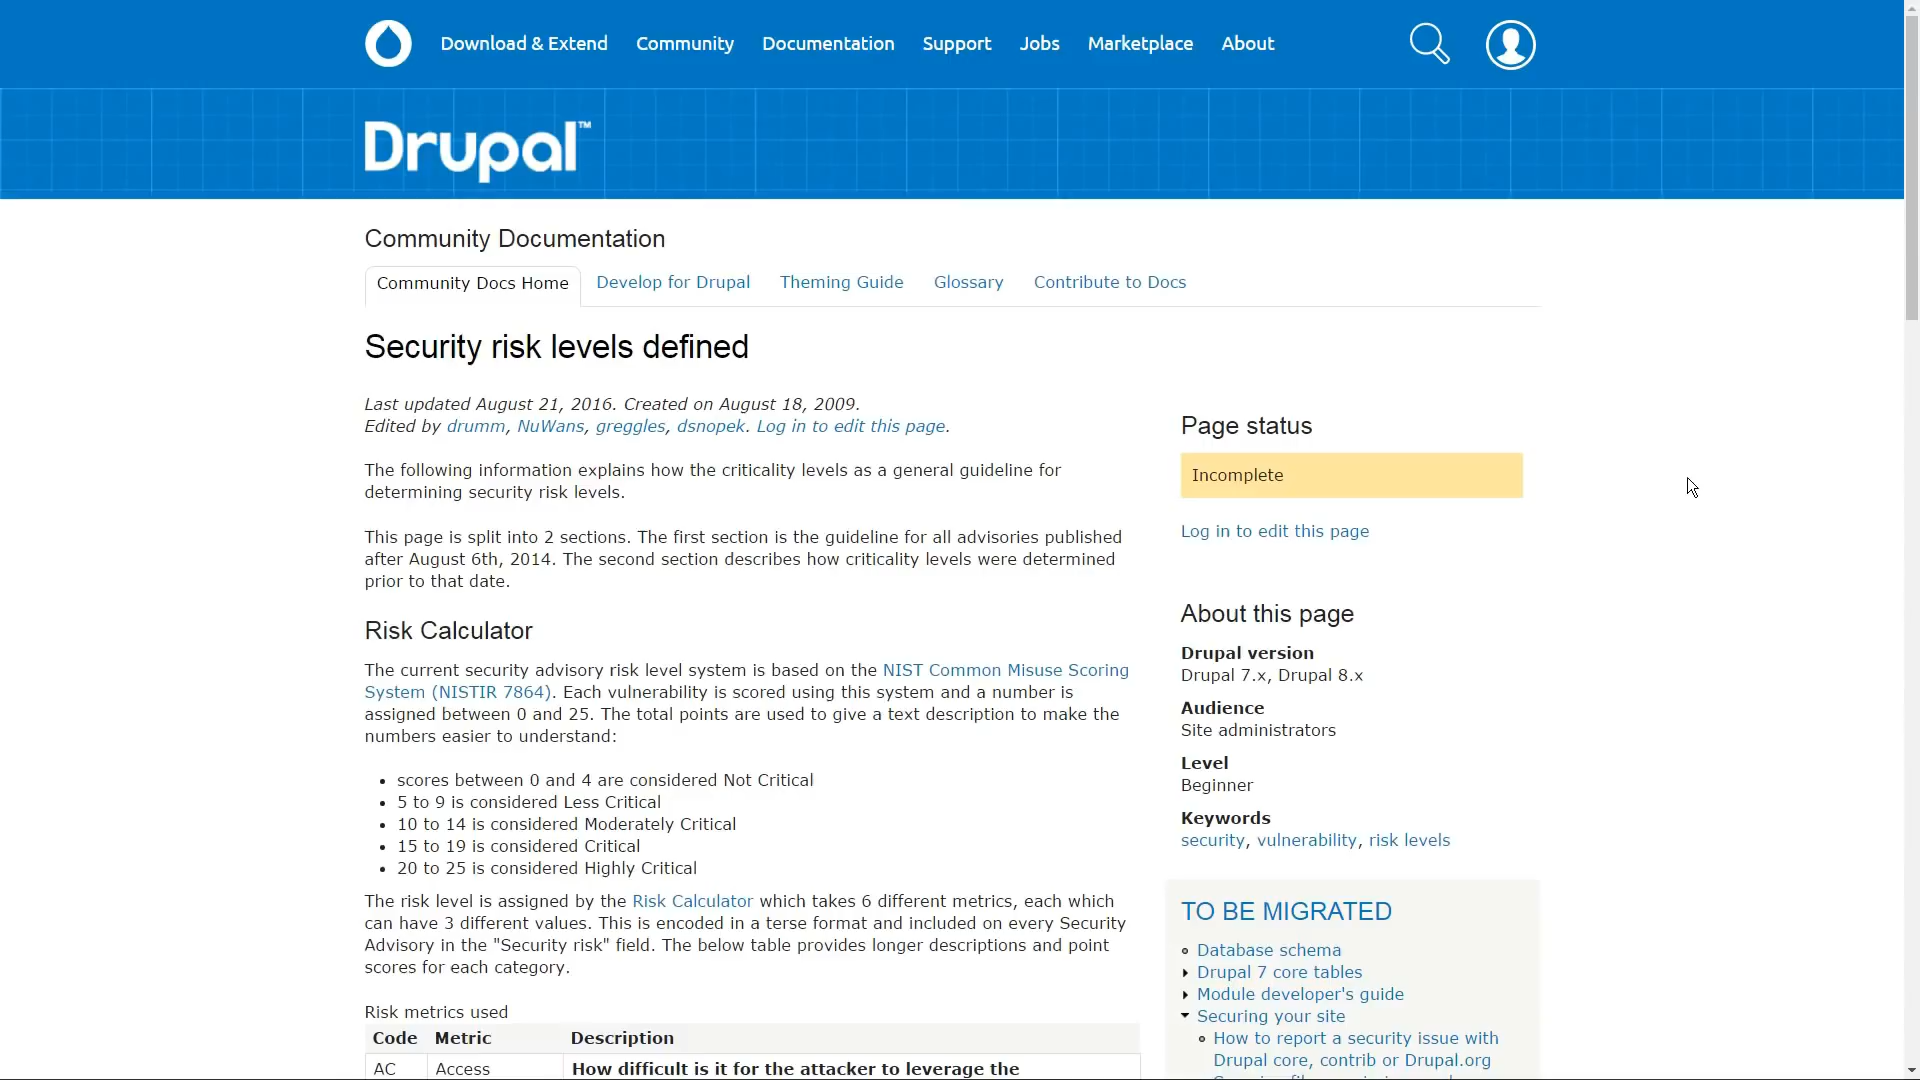 Download & Extend Community Documentation Support Jobs Marketplace About
Drupal™
Community Documentation
Community Docs Home Develop for Drupal Theming Guide Glossary Contribute to Docs
Security risk levels defined
Last updated August 21, 2016. Created on August 18, 2009.
Edited by drumm, NuWans, greggles, dsnopek. Log in to edit this page.
The following information explains how the criticality levels as a general guideline for
determining security risk levels.
This page is split into 2 sections. The first section is the guideline for all advisories published
after August 6th, 2014. The second section describes how criticality levels were determined
prior to that date.
Risk Calculator
The current security advisory risk level system is based on the NIST Common Misuse Scoring
System (NISTIR 7864). Each vulnerability is scored using this system and a number is
assigned between 0 and 25. The total points are used to give a text description to make the
numbers easier to understand:
• scores between 0 and 4 are considered Not Critical
• 5 to 9 is considered Less Critical
• 10 to 14 is considered Moderately Critical
• 15 to 19 is considered Critical
• 20 to 25 is considered Highly Critical
The risk level is assigned by the Risk Calculator which takes 6 different metrics, each which
can have 3 different values. This is encoded in a terse format and included on every Security
Advisory in the "Security risk" field. The below table provides longer descriptions and point
scores for each category.
Risk metrics used
Code Metric Description
AC Access How difficult is it for the attacker to leverage the
Page status
Incomplete
Log in to edit this page
About this page
Drupal version
Drupal 7.x, Drupal 8.x
Audience
Site administrators
Level
Beginner
Keywords
security, vulnerability, risk levels
TO BE MIGRATED
Database schema
Drupal 7 core tables
Module developer's guide
Securing your site
How to report a security issue with
Drupal core, contrib or Drupal.org